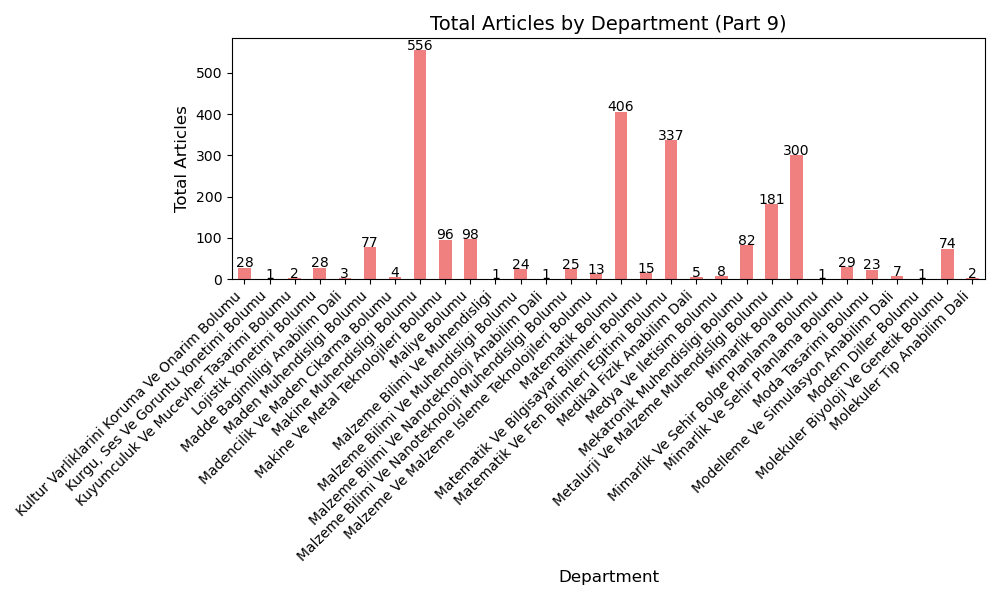 Total Articles by Department (Part 9)
Total Articles
500
400
300
200
100
0
28
1
2
28
3
77
4
556
96
98
1
24
1
25
13
406
15
337
5
8
82
181
300
1
29
23
7
1
74
2
Kultur Varliklarini Koruma Ve Onarim Bolumu
Kurgu, Ses Ve Goruntu Yonetimi Bolumu
Kuyumculuk Ve Mucevher Tasarimi Bolumu
Lojistik Yonetimi Bolumu
Madde Bagimliligi Anabilim Dali
Maden Muhendisligi Bolumu
Madencilik Ve Maden Cikarma Bolumu
Makine Muhendisligi Bolumu
Makine Ve Metal Teknolojileri Bolumu
Maliye Bolumu
Malzeme Bilimi Ve Muhendisligi
Malzeme Bilimi Ve Muhendisligi Bolumu
Malzeme Bilimi Ve Nanoteknoloji Anabilim Dali
Malzeme Bilimi Ve Nanoteknoloji Muhendisligi Bolumu
Malzeme Ve Malzeme Isleme Teknolojileri Bolumu
Matematik Bolumu
Matematik Ve Bilgisayar Bilimleri Bolumu
Matematik Ve Fen Bilimleri Egitimi Bolumu
Medikal Fizik Anabilim Dali
Medya Ve Iletisim Bolumu
Mekatronik Muhendisligi Bolumu
Metalurji Ve Malzeme Muhendisligi Bolumu
Mimarlik Bolumu
Mimarlik Ve Sehir Bolge Planlama Bolumu
Mimarlik Ve Sehir Planlama Bolumu
Moda Tasarimi Bolumu
Modelleme Ve Simulasyon Anabilim Dali
Modern Diller Bolumu
Molekuler Biyoloji Ve Genetik Bolumu
Molekuler Tip Anabilim Dali
Department